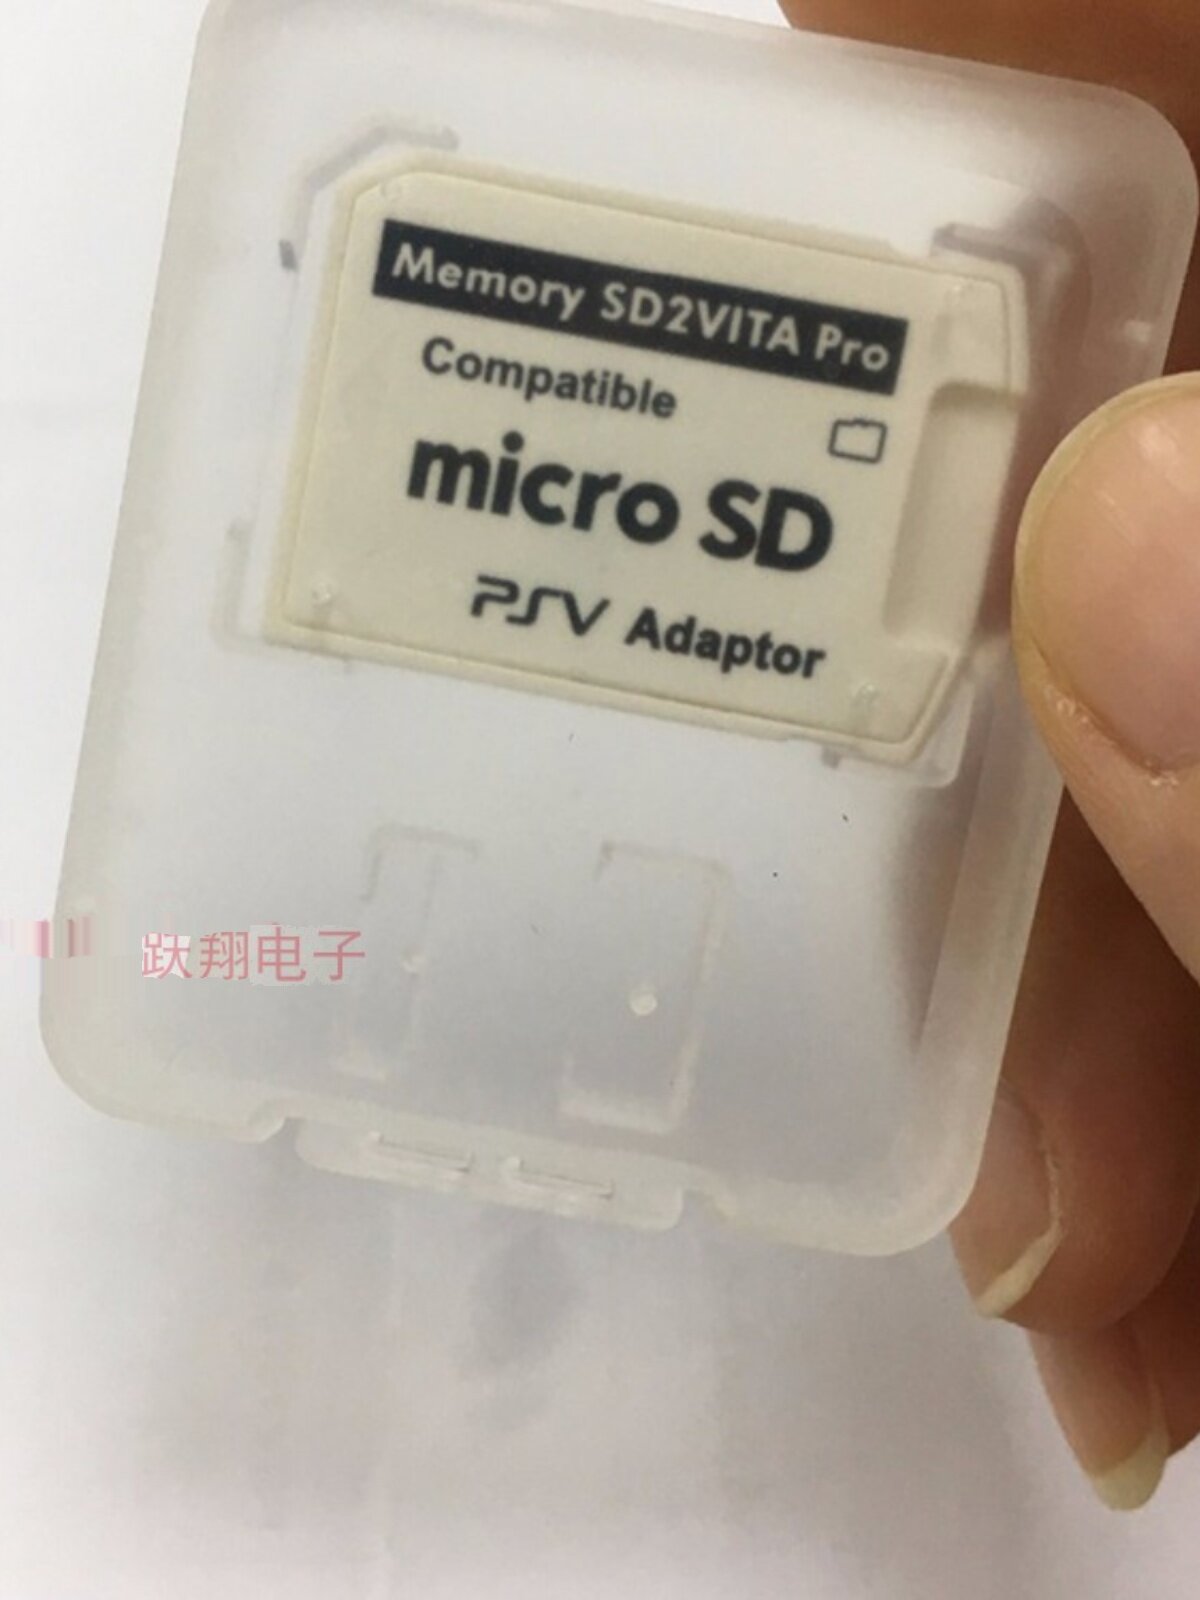 Memory SD2VITA Pro
Compatible
micro SD
PSV Adaptor
跃翔电子